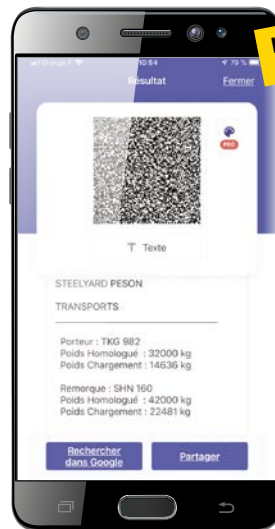 Orange F 10:54 79 %
Résultat Fermer
PRO
T Texte
STEELYARD PESON
TRANSPORTS
Porteur : TKG 982
Poids Homologué : 32000 kg
Poids Chargement : 14636 kg
Remorque : SHN 160
Poids Homologué : 42000 kg
Poids Chargement : 22481 kg
Rechercher
dans Google
Partager